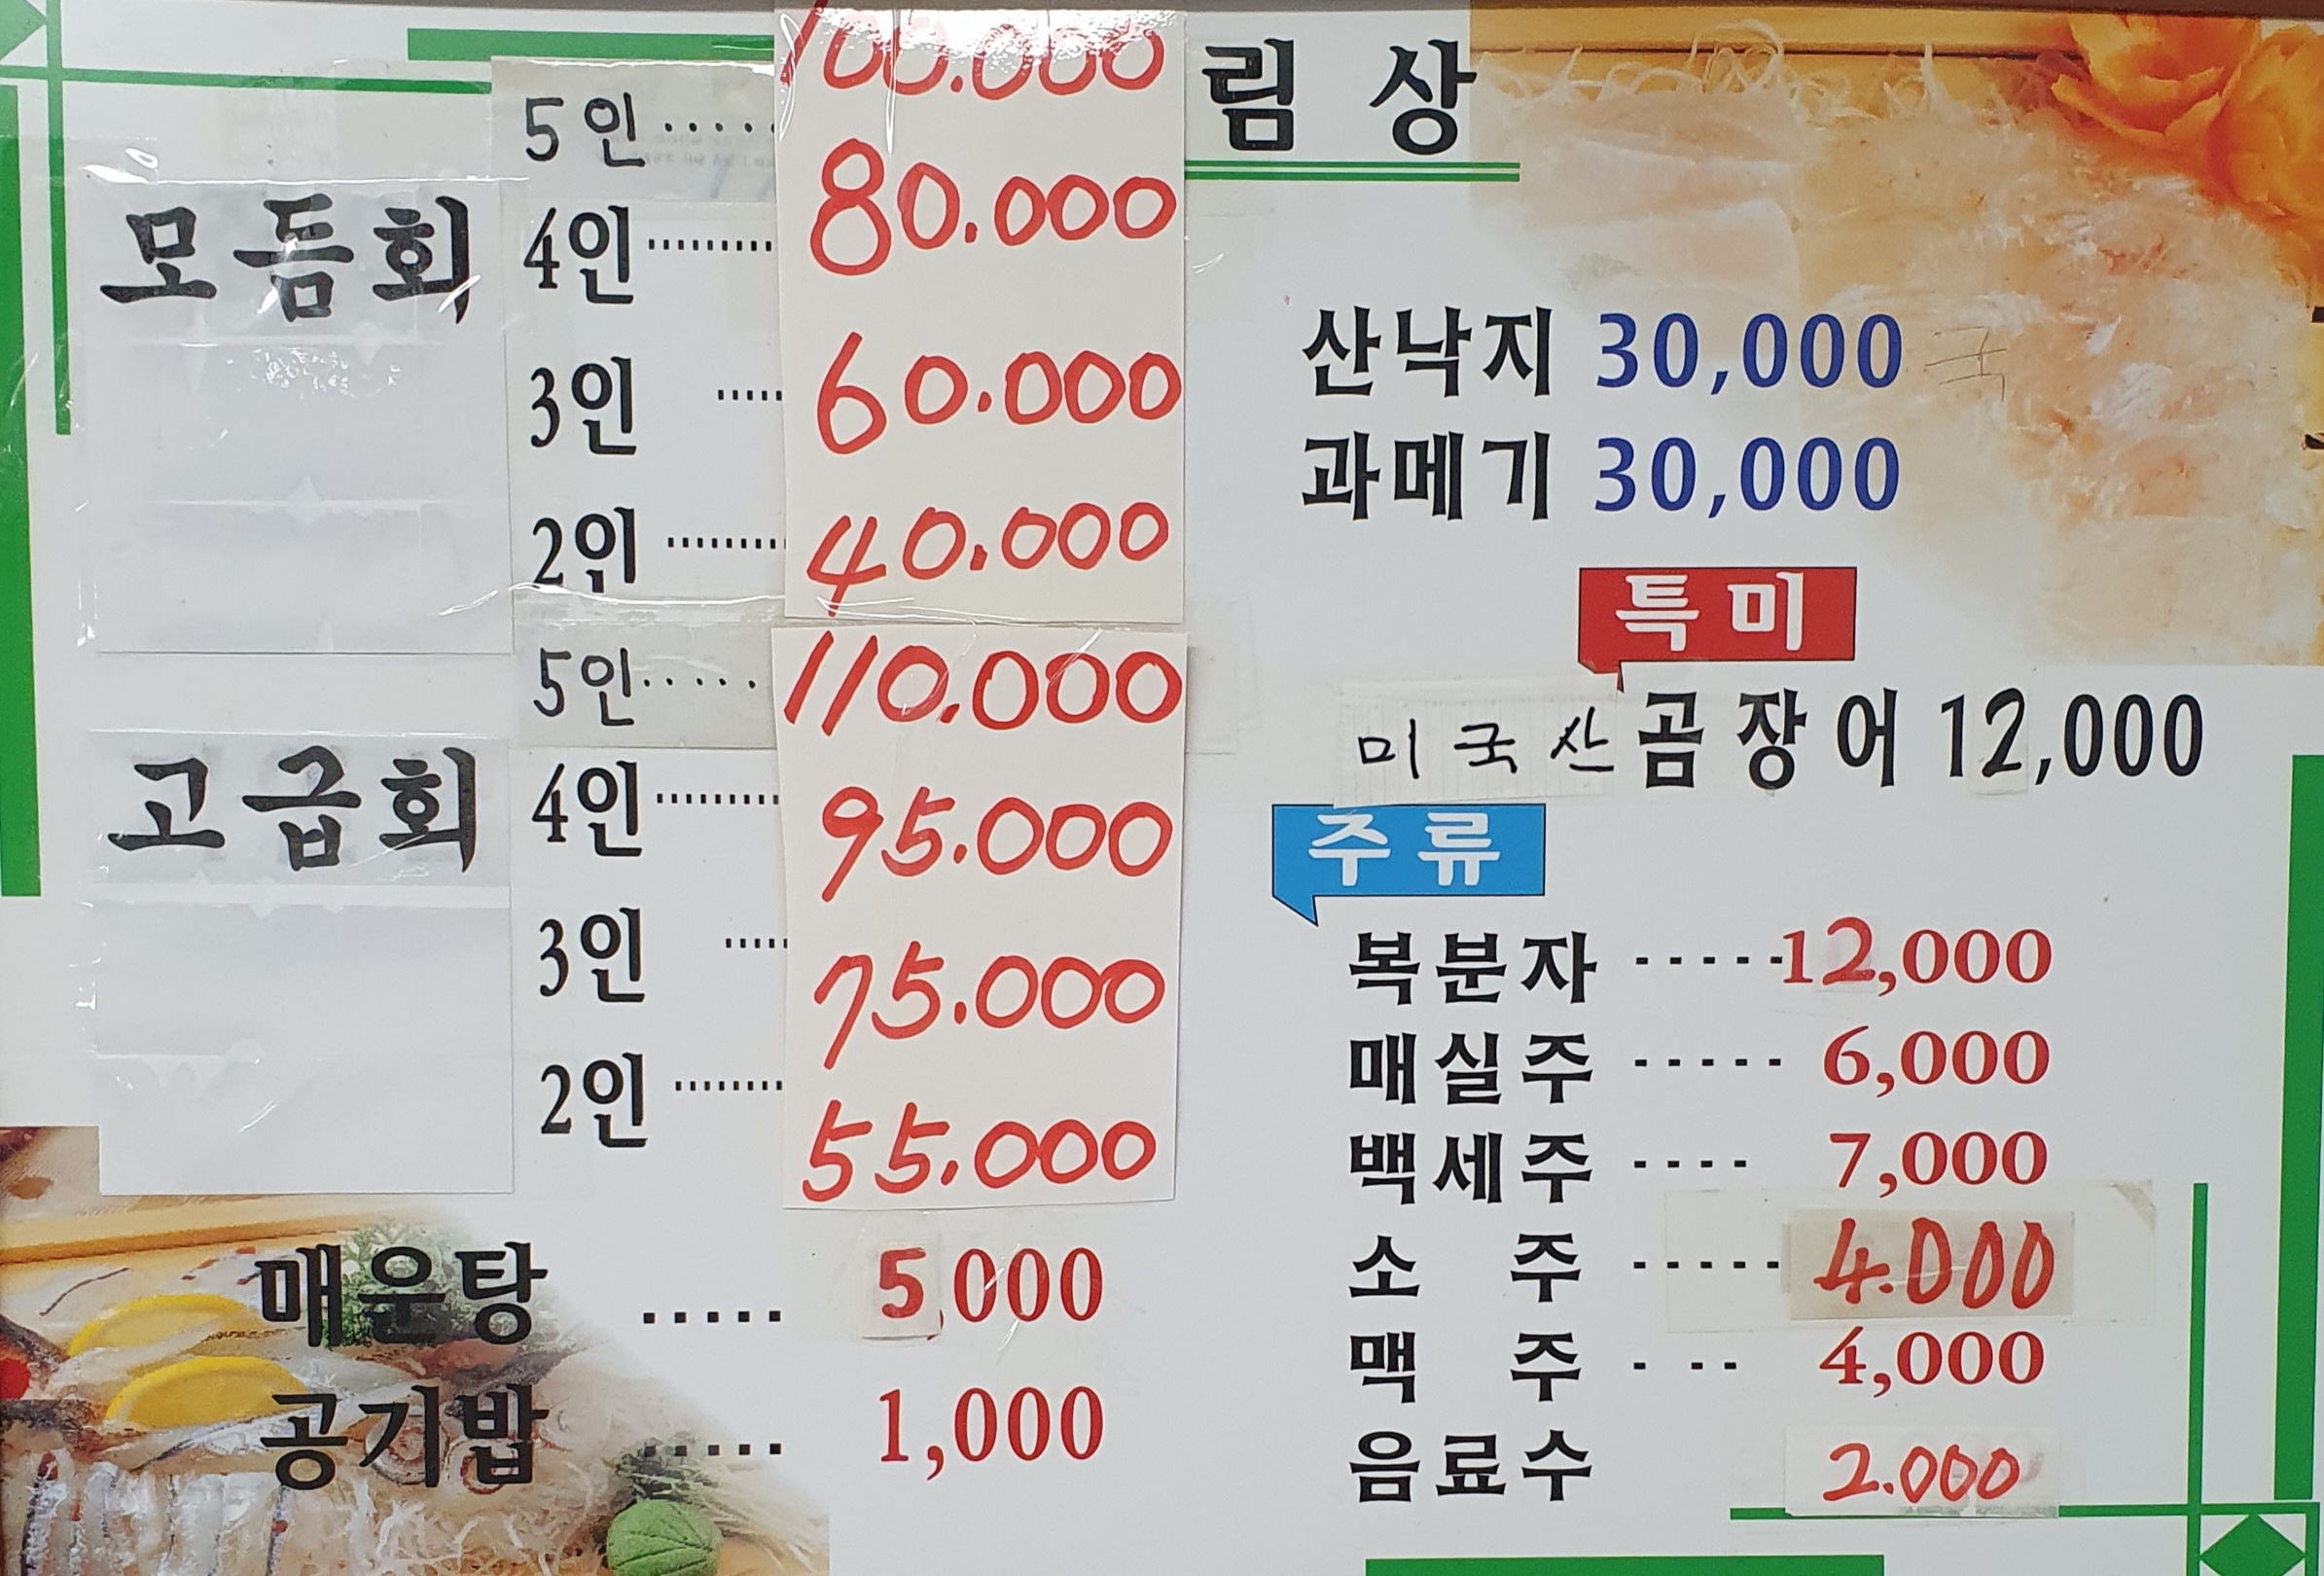 림 상
모듬회
5인 ..... 100.000
4인 ......... 80.000
3인 ..... 60.000
2인 ........ 40.000
고급회
5인 ..... 110.000
4인 ......... 95.000
3인 ..... 75.000
2인 ........ 55.000
매운탕 ..... 5,000
공기밥 ..... 1,000
산낙지 30,000 국
과메기 30,000
특미
미국산 곰장어 12,000
주류
복분자 ----- 12,000
매실주 ----- 6,000
백세주 ---- 7,000
소 주 ----- 4.000
맥 주 - -- 4,000
음료수 2.000